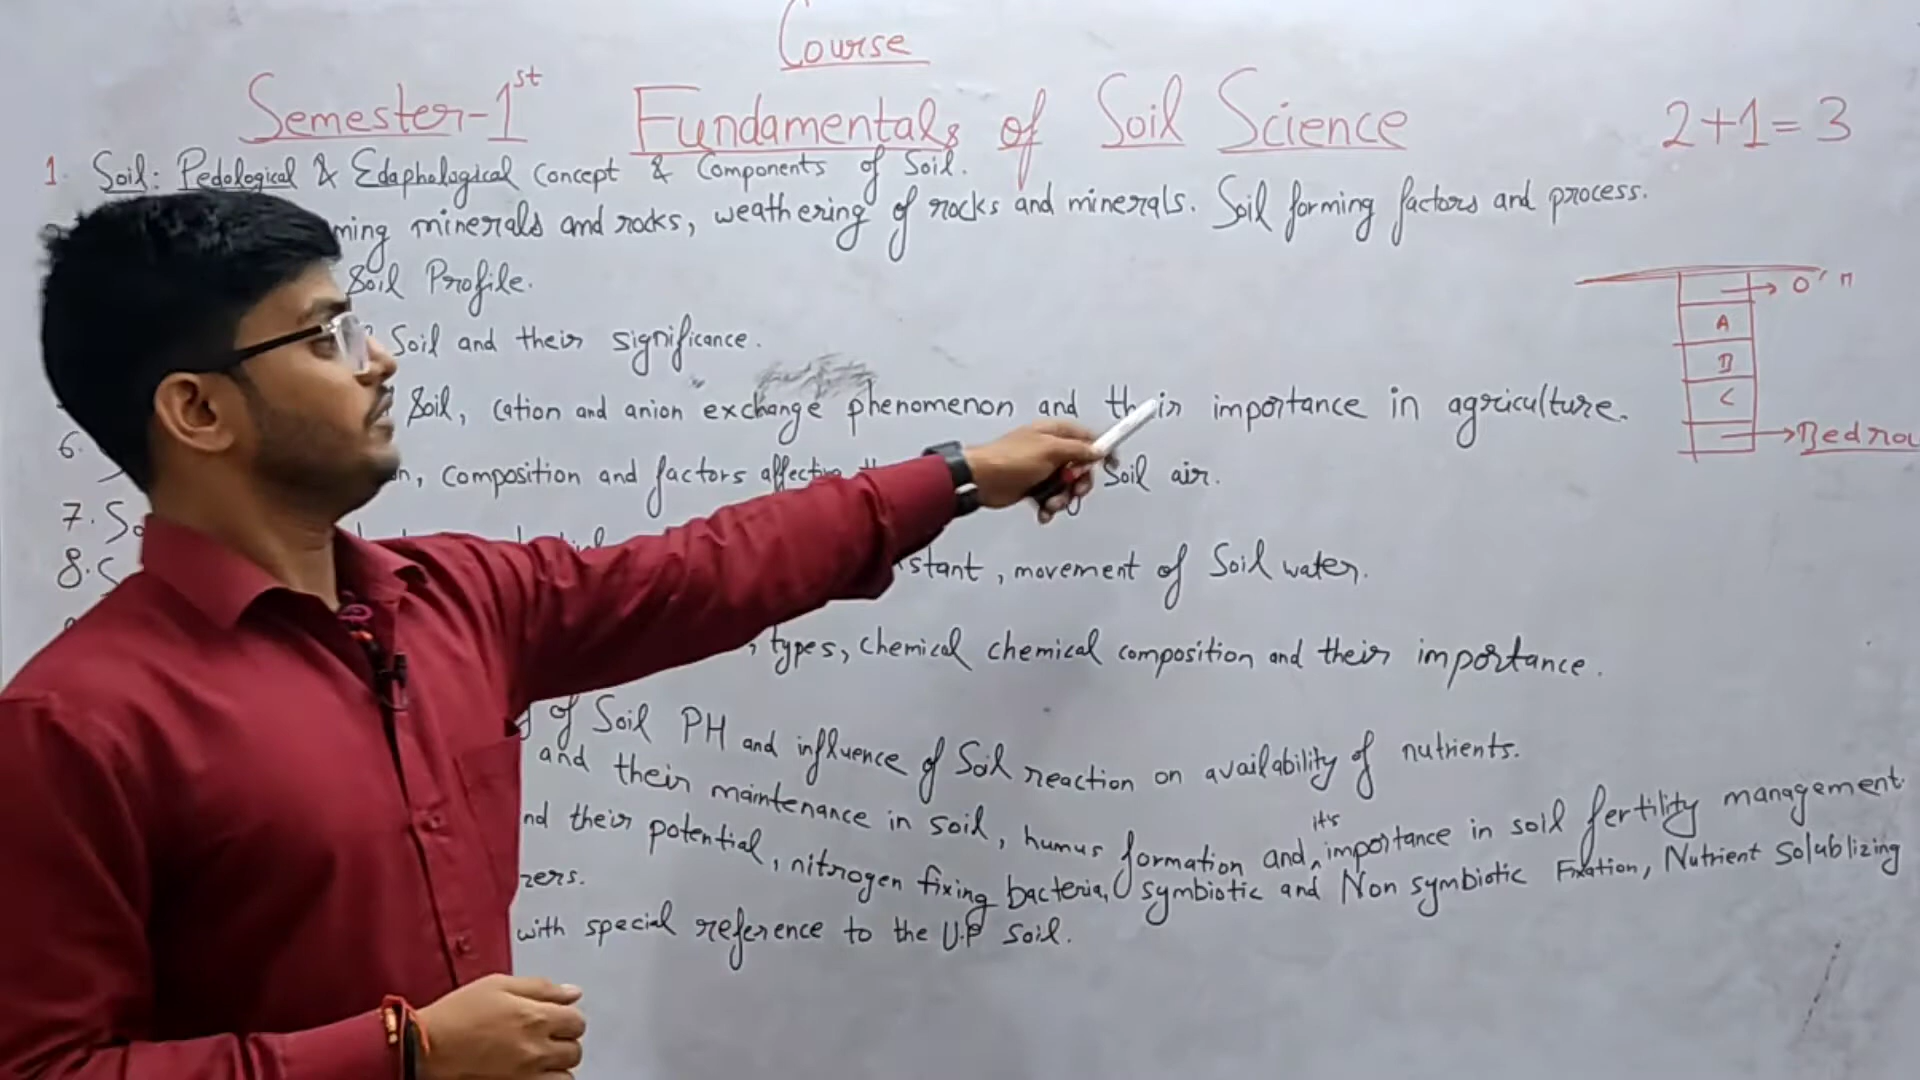 Course
Semester-1st Fundamentals of Soil Science 2+1=3
1. Soil: Pedological & Edaphological concept & Components of Soil.
ming minerals and rocks, weathering of rocks and minerals. Soil forming factors and process.
Soil Profile.
Soil and their significance.
Soil, cation and anion exchange phenomenon and their importance in agriculture.
6. n, composition and factors affecting Soil air.
7. So
8. S stant, movement of Soil water.
, types, chemical chemical composition and their importance.
of Soil PH and influence of Soil reaction on availability of nutrients.
and their maintenance in soil, humus formation and it's importance in soil fertility management.
nd their potential, nitrogen fixing bacteria, symbiotic and Non symbiotic Fixation, Nutrient solublizing
zers.
with special reference to the U.P Soil.
O'
A
B
C
Bedro